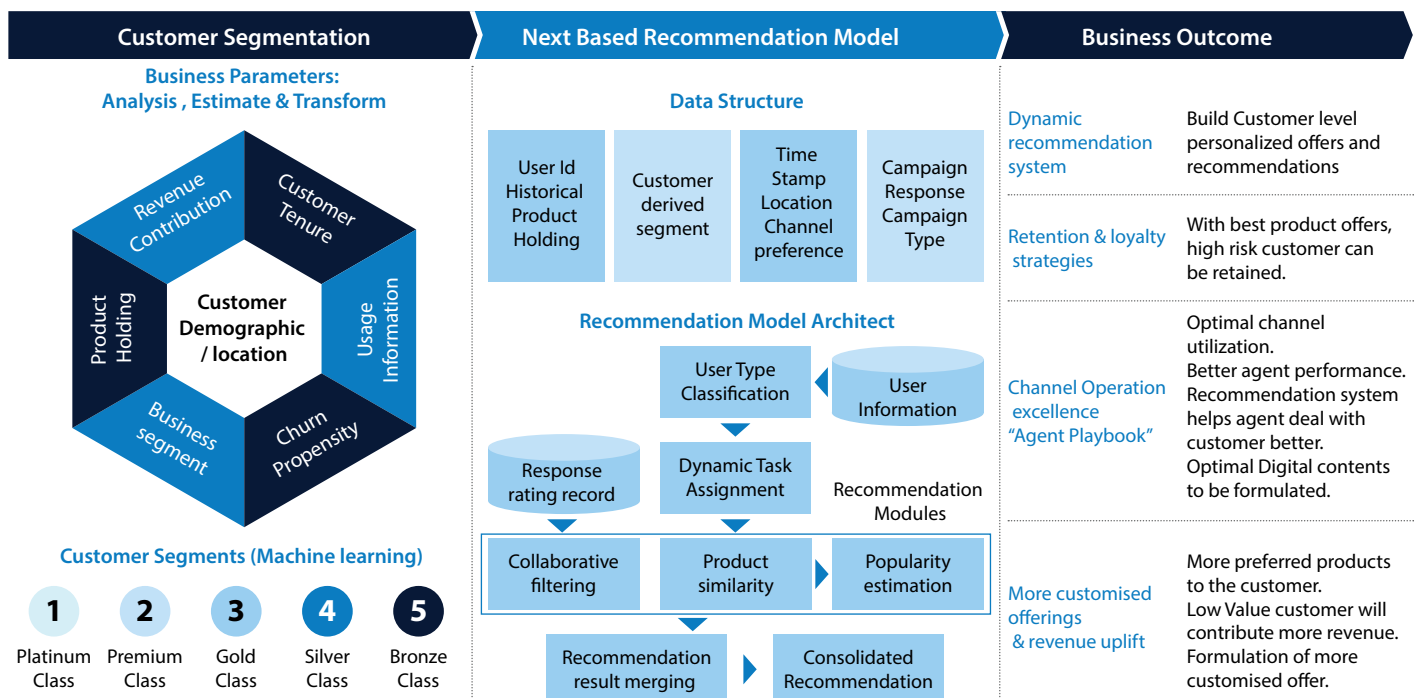 Customer Segmentation
Next Based Recommendation Model
Business Outcome
Business Parameters:
Analysis , Estimate & Transform
Revenue
Contribution
Customer
Tenure
Product
Holding
Customer
Demographic
/ location
Usage
Information
Business
segment
Churn
Propensity
Customer Segments (Machine learning)
1
2
3
4
5
Platinum
Class
Premium
Class
Gold
Class
Silver
Class
Bronze
Class
Data Structure
User Id
Historical
Product
Holding
Customer
derived
segment
Time
Stamp
Location
Channel
preference
Campaign
Response
Campaign
Type
Recommendation Model Architect
User Type
Classification
User
Information
Response
rating record
Dynamic Task
Assignment
Recommendation
Modules
Collaborative
filtering
Product
similarity
Popularity
estimation
Recommendation
result merging
Consolidated
Recommendation
Dynamic
recommendation
system
Build Customer level
personalized offers and
recommendations
Retention & loyalty
strategies
With best product offers,
high risk customer can
be retained.
Channel Operation
excellence
“Agent Playbook”
Optimal channel
utilization.
Better agent performance.
Recommendation system
helps agent deal with
customer better.
Optimal Digital contents
to be formulated.
More customised
offerings
& revenue uplift
More preferred products
to the customer.
Low Value customer will
contribute more revenue.
Formulation of more
customised offer.